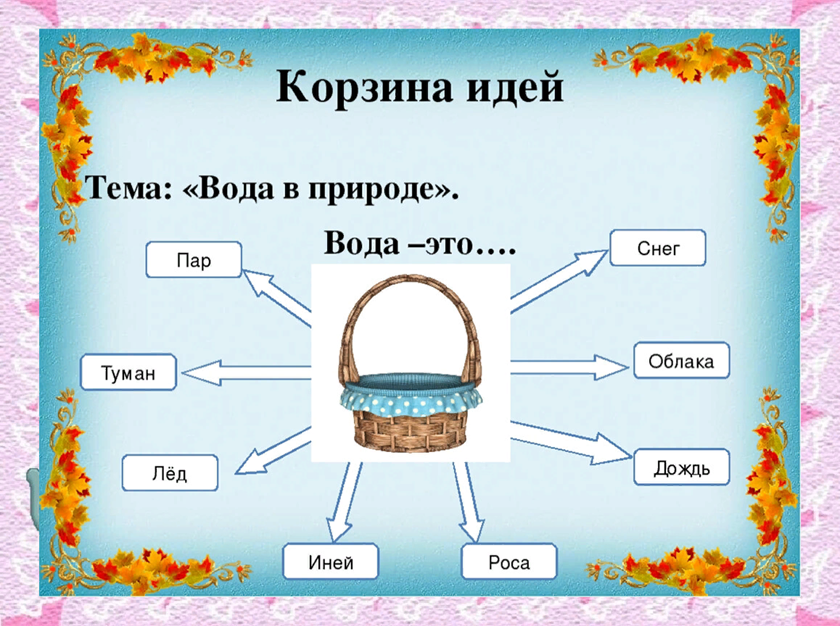 Корзина идей
Тема: «Вода в природе».
Вода –это….
Пар
Снег
Туман
Облака
Лёд
Дождь
Иней
Роса